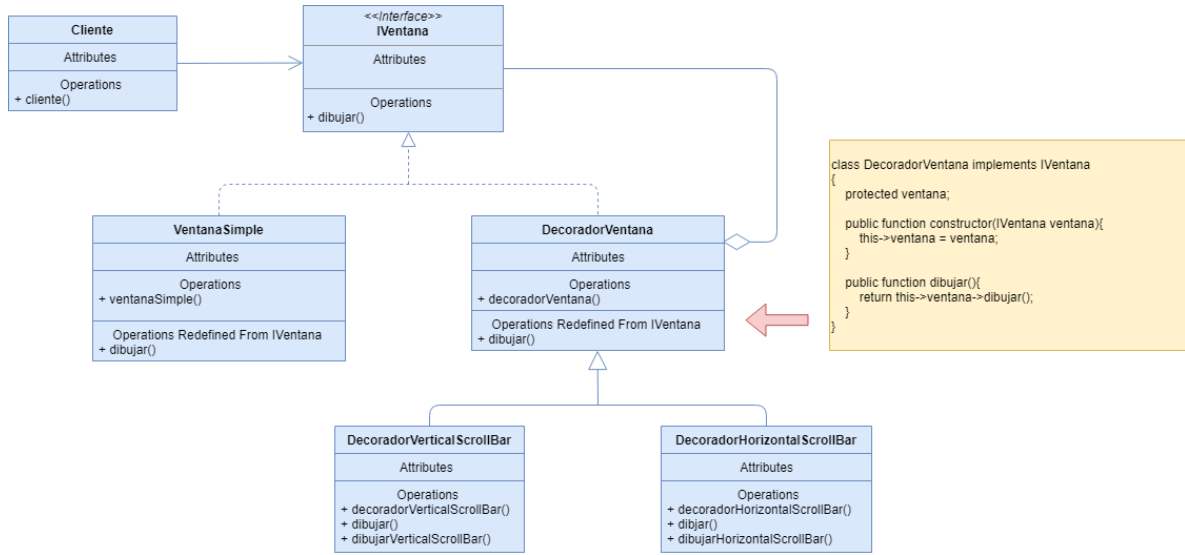 Cliente
Attributes
Operations
+ cliente()
<<Interface>>
IVentana
Attributes
Operations
+ dibujar()
VentanaSimple
Attributes
Operations
+ ventanaSimple()
Operations Redefined From IVentana
+ dibujar()
DecoradorVentana
Attributes
Operations
+ decoradorVentana()
Operations Redefined From IVentana
+ dibujar()
class DecoradorVentana implements IVentana
{
protected ventana;
public function constructor(IVentana ventana){
this->ventana = ventana;
}
public function dibujar(){
return this->ventana->dibujar();
}
}
DecoradorVerticalScrollBar
Attributes
Operations
+ decoradorVerticalScrollBar()
+ dibujar()
+ dibujarVerticalScrollBar()
DecoradorHorizontalScrollBar
Attributes
Operations
+ decoradorHorizontalScrollBar()
+ dibjar()
+ dibujarHorizontalScrollBar()